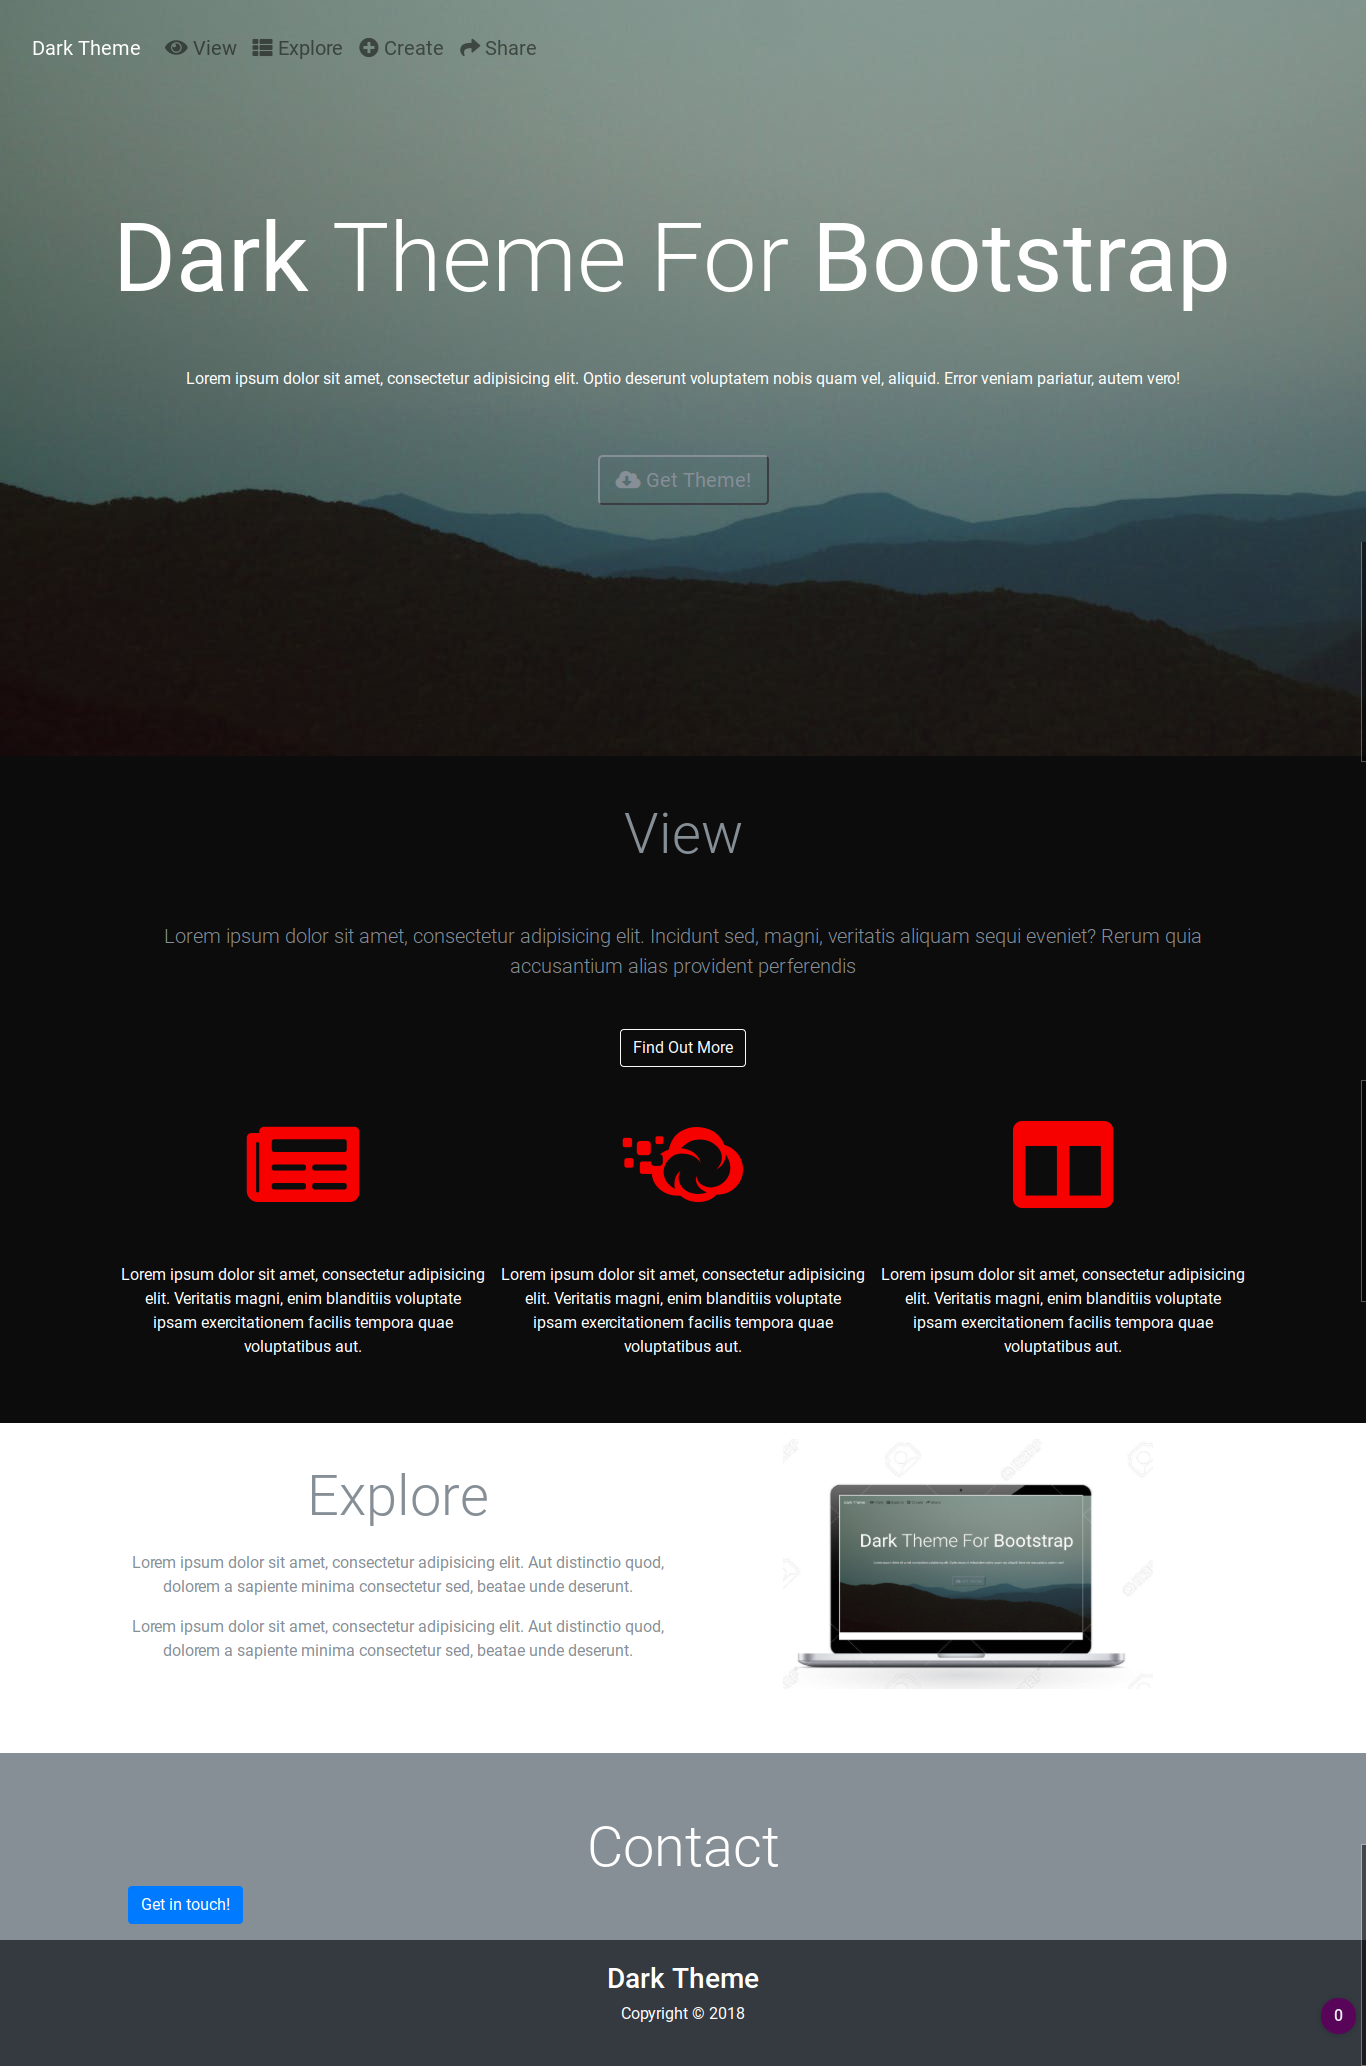 Dark Theme View Explore Create Share
Dark Theme For Bootstrap
Lorem ipsum dolor sit amet, consectetur adipisicing elit. Optio deserunt voluptatem nobis quam vel, aliquid. Error veniam pariatur, autem vero!
Get Theme!
View
Lorem ipsum dolor sit amet, consectetur adipisicing elit. Incidunt sed, magni, veritatis aliquam sequi eveniet? Rerum quia
accusantium alias provident perferendis
Find Out More
Lorem ipsum dolor sit amet, consectetur adipisicing
elit. Veritatis magni, enim blanditiis voluptate
ipsam exercitationem facilis tempora quae
voluptatibus aut.
Lorem ipsum dolor sit amet, consectetur adipisicing
elit. Veritatis magni, enim blanditiis voluptate
ipsam exercitationem facilis tempora quae
voluptatibus aut.
Lorem ipsum dolor sit amet, consectetur adipisicing
elit. Veritatis magni, enim blanditiis voluptate
ipsam exercitationem facilis tempora quae
voluptatibus aut.
Explore
Lorem ipsum dolor sit amet, consectetur adipisicing elit. Aut distinctio quod,
dolorem a sapiente minima consectetur sed, beatae unde deserunt.
Lorem ipsum dolor sit amet, consectetur adipisicing elit. Aut distinctio quod,
dolorem a sapiente minima consectetur sed, beatae unde deserunt.
Dark Theme For Bootstrap
Contact
Get in touch!
Dark Theme
Copyright © 2018
0